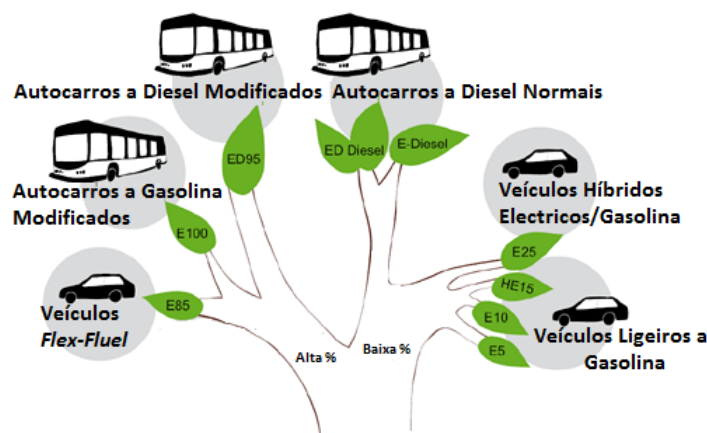 Autocarros a Diesel Modificados
Autocarros a Diesel Normais
ED95
ED Diesel
E-Diesel
Autocarros a Gasolina
Modificados
E100
Veículos Híbridos
Electricos/Gasolina
E25
Veículos
Flex-Fluel
E85
HE15
E10
E5
Veículos Ligeiros a
Gasolina
Alta %
Baixa %